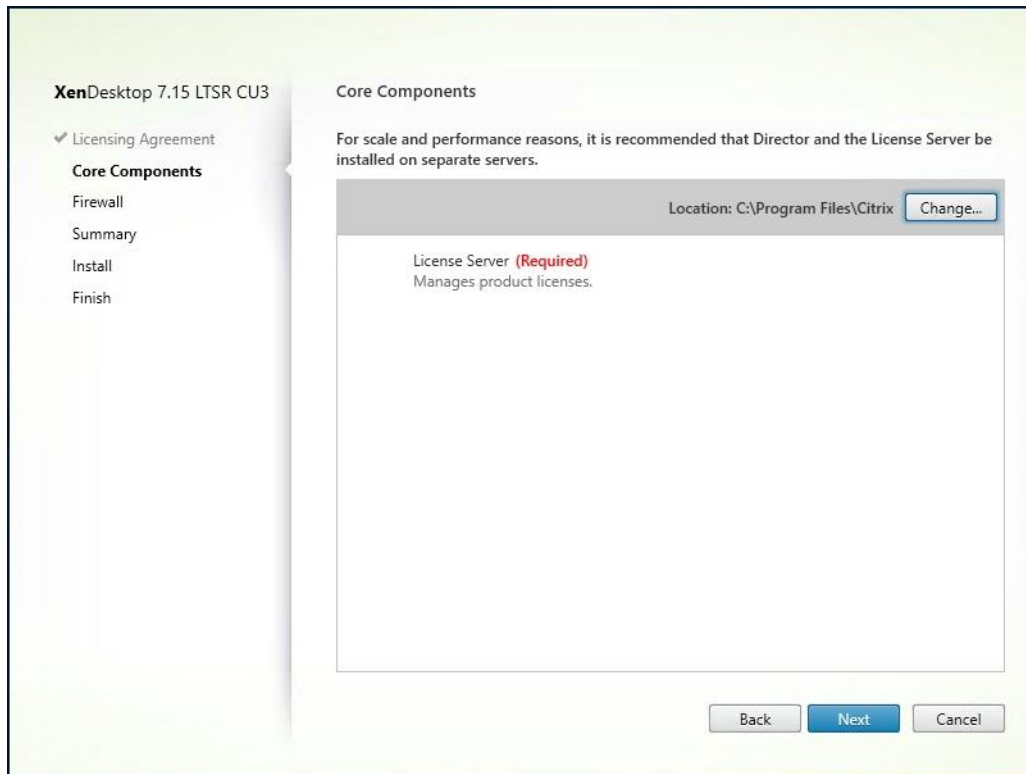 XenDesktop 7.15 LTSR CU3
Licensing Agreement
Core Components
Firewall
Summary
Install
Finish
Core Components
For scale and performance reasons, it is recommended that Director and the License Server be
installed on separate servers.
Location: C:\Program Files\Citrix Change...
License Server (Required)
Manages product licenses.
Back Next Cancel